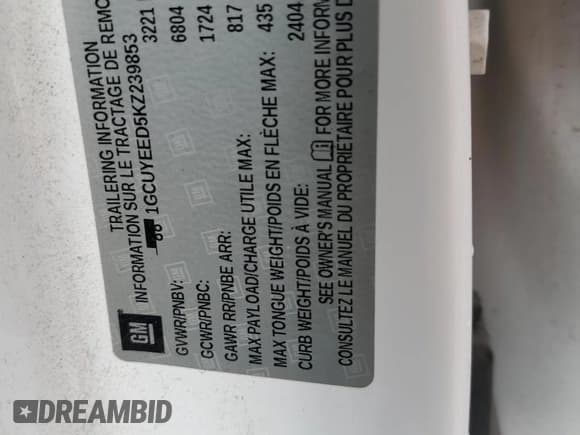 GM
TRAILERING INFORMATION
INFORMATION SUR LE TRACTAGE DE REMO
1GCUYEED5KZ239853
GVWR/PNBV: 3221
GCWR/PNBC: 6804
GAWR RR/PNBE ARR: 1724
MAX PAYLOAD/CHARGE UTILE MAX: 817
MAX TONGUE WEIGHT/POIDS EN FLÈCHE MAX: 435
CURB WEIGHT/POIDS À VIDE: 2404
SEE OWNER'S MANUAL FOR MORE INFORM
CONSULTEZ LE MANUEL DU PROPRIÉTAIRE POUR PLUS D
DREAMBID